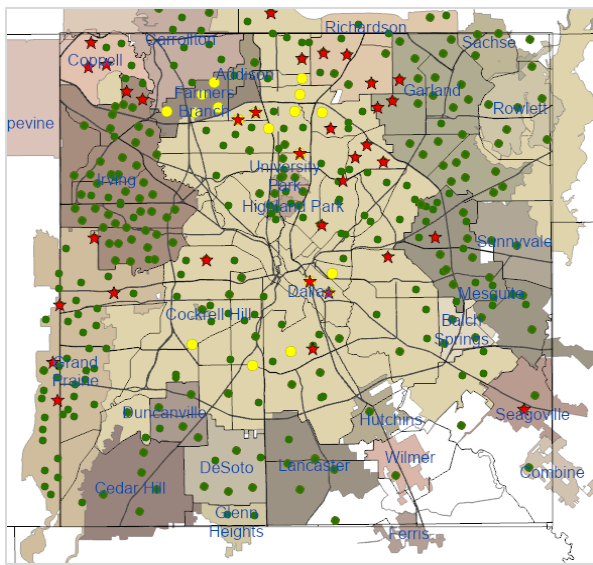 Richardson
Carrollton
Sachse
Coppell
Addison
Farmers
Branch
Garland
Rowlett
pevine
University
Park
Irving
Highland Park
Sunnyvale
Dallas
Mesquite
Cockrell Hill
Balch
Springs
Grand
Prairie
Duncanville
Hutchins
Seagoville
DeSoto
Lancaster
Wilmer
Combine
Cedar Hill
Glenn
Heights
Ferris